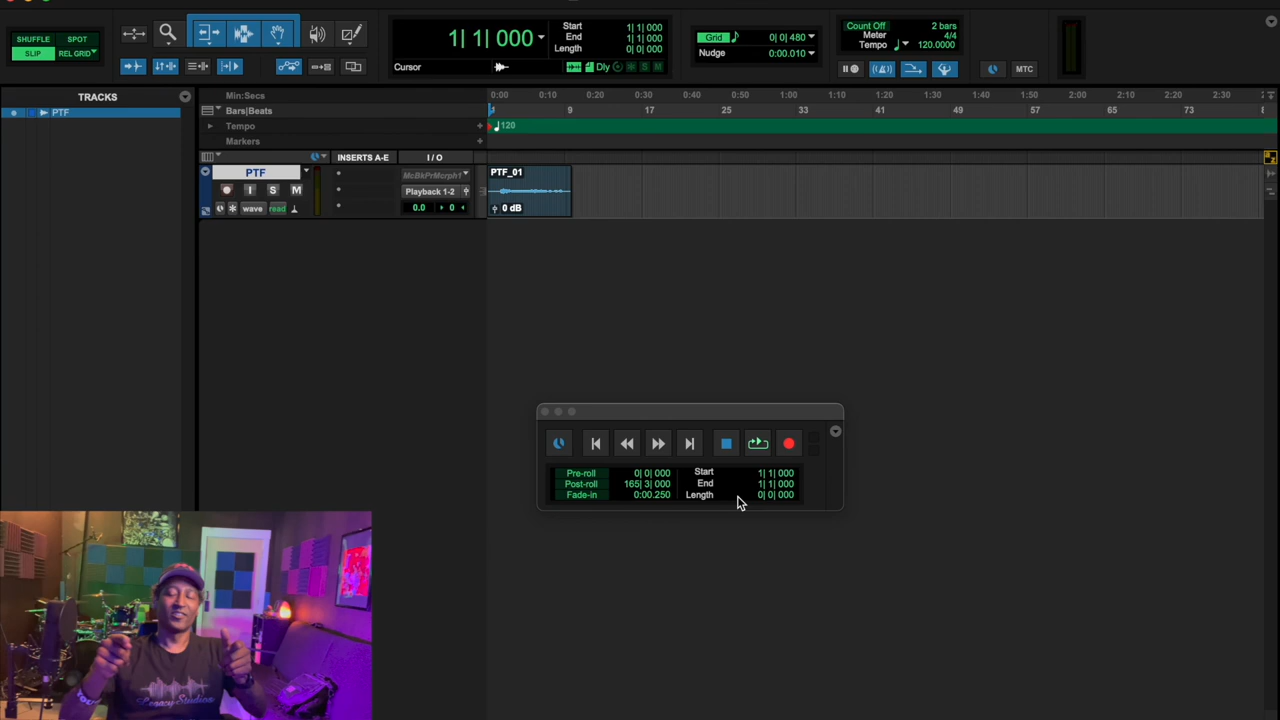 SHUFFLE SPOT
SLIP REL GRID
1| 1| 000
Cursor
Start 1| 1| 000
End 1| 1| 000
Length 0| 0| 000
Dly S M
Grid 0| 0| 480
Nudge 0:00.010
Count Off 2 bars
Meter 4/4
Tempo 120.0000
MTC
TRACKS
PTF
Min:Secs 0:00 0:10 0:20 0:30 0:40 0:50 1:00 1:10 1:20 1:30 1:40 1:50 2:00 2:10 2:20 2:30
Bars|Beats 9 17 25 33 41 49 57 65
Tempo 120
Markers
INSERTS A-E I / O
PTF
I S M
wave read
Playback 1-2
0.0 0
PTF_01
0 dB
Pre-roll 0| 0| 000 Start 1| 1| 000
Post-roll 165| 3| 000 End 1| 1| 000
Fade-in 0:00.250 Length 0| 0| 000
Legacy Studios